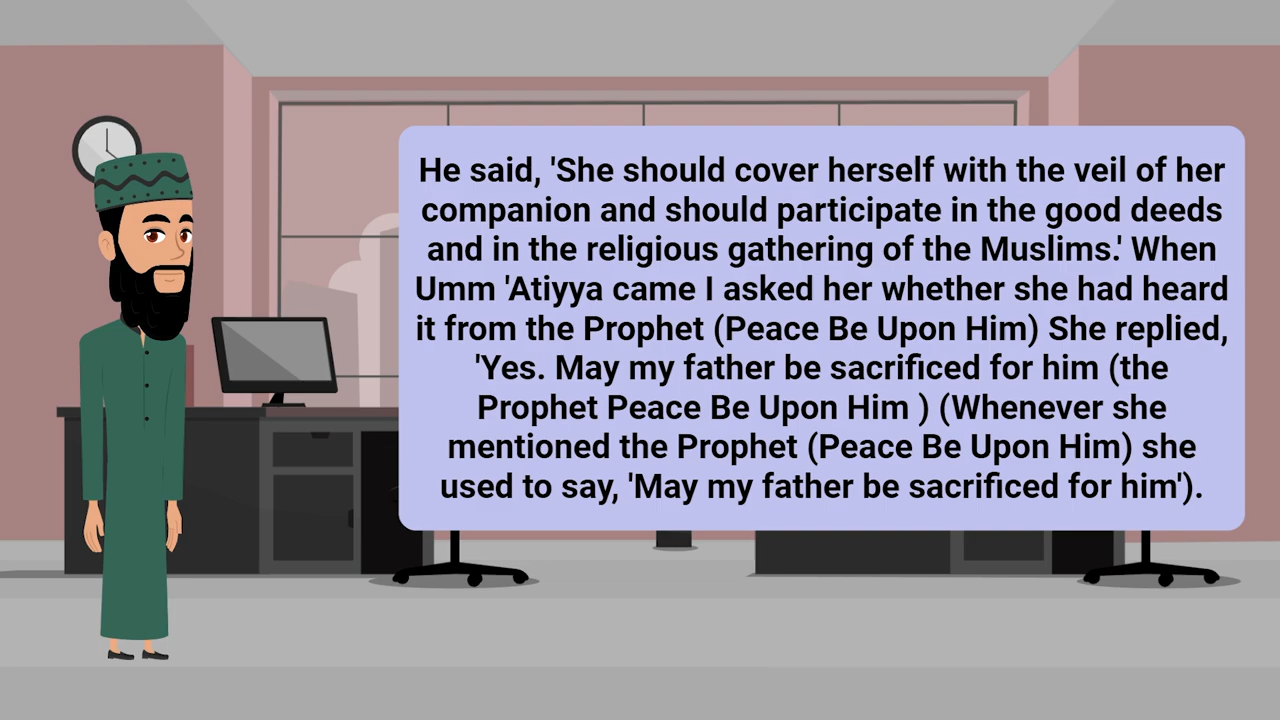 He said, 'She should cover herself with the veil of her
companion and should participate in the good deeds
and in the religious gathering of the Muslims.' When
Umm 'Atiyya came I asked her whether she had heard
it from the Prophet (Peace Be Upon Him) She replied,
'Yes. May my father be sacrificed for him (the
Prophet Peace Be Upon Him ) (Whenever she
mentioned the Prophet (Peace Be Upon Him) she
used to say, 'May my father be sacrificed for him').